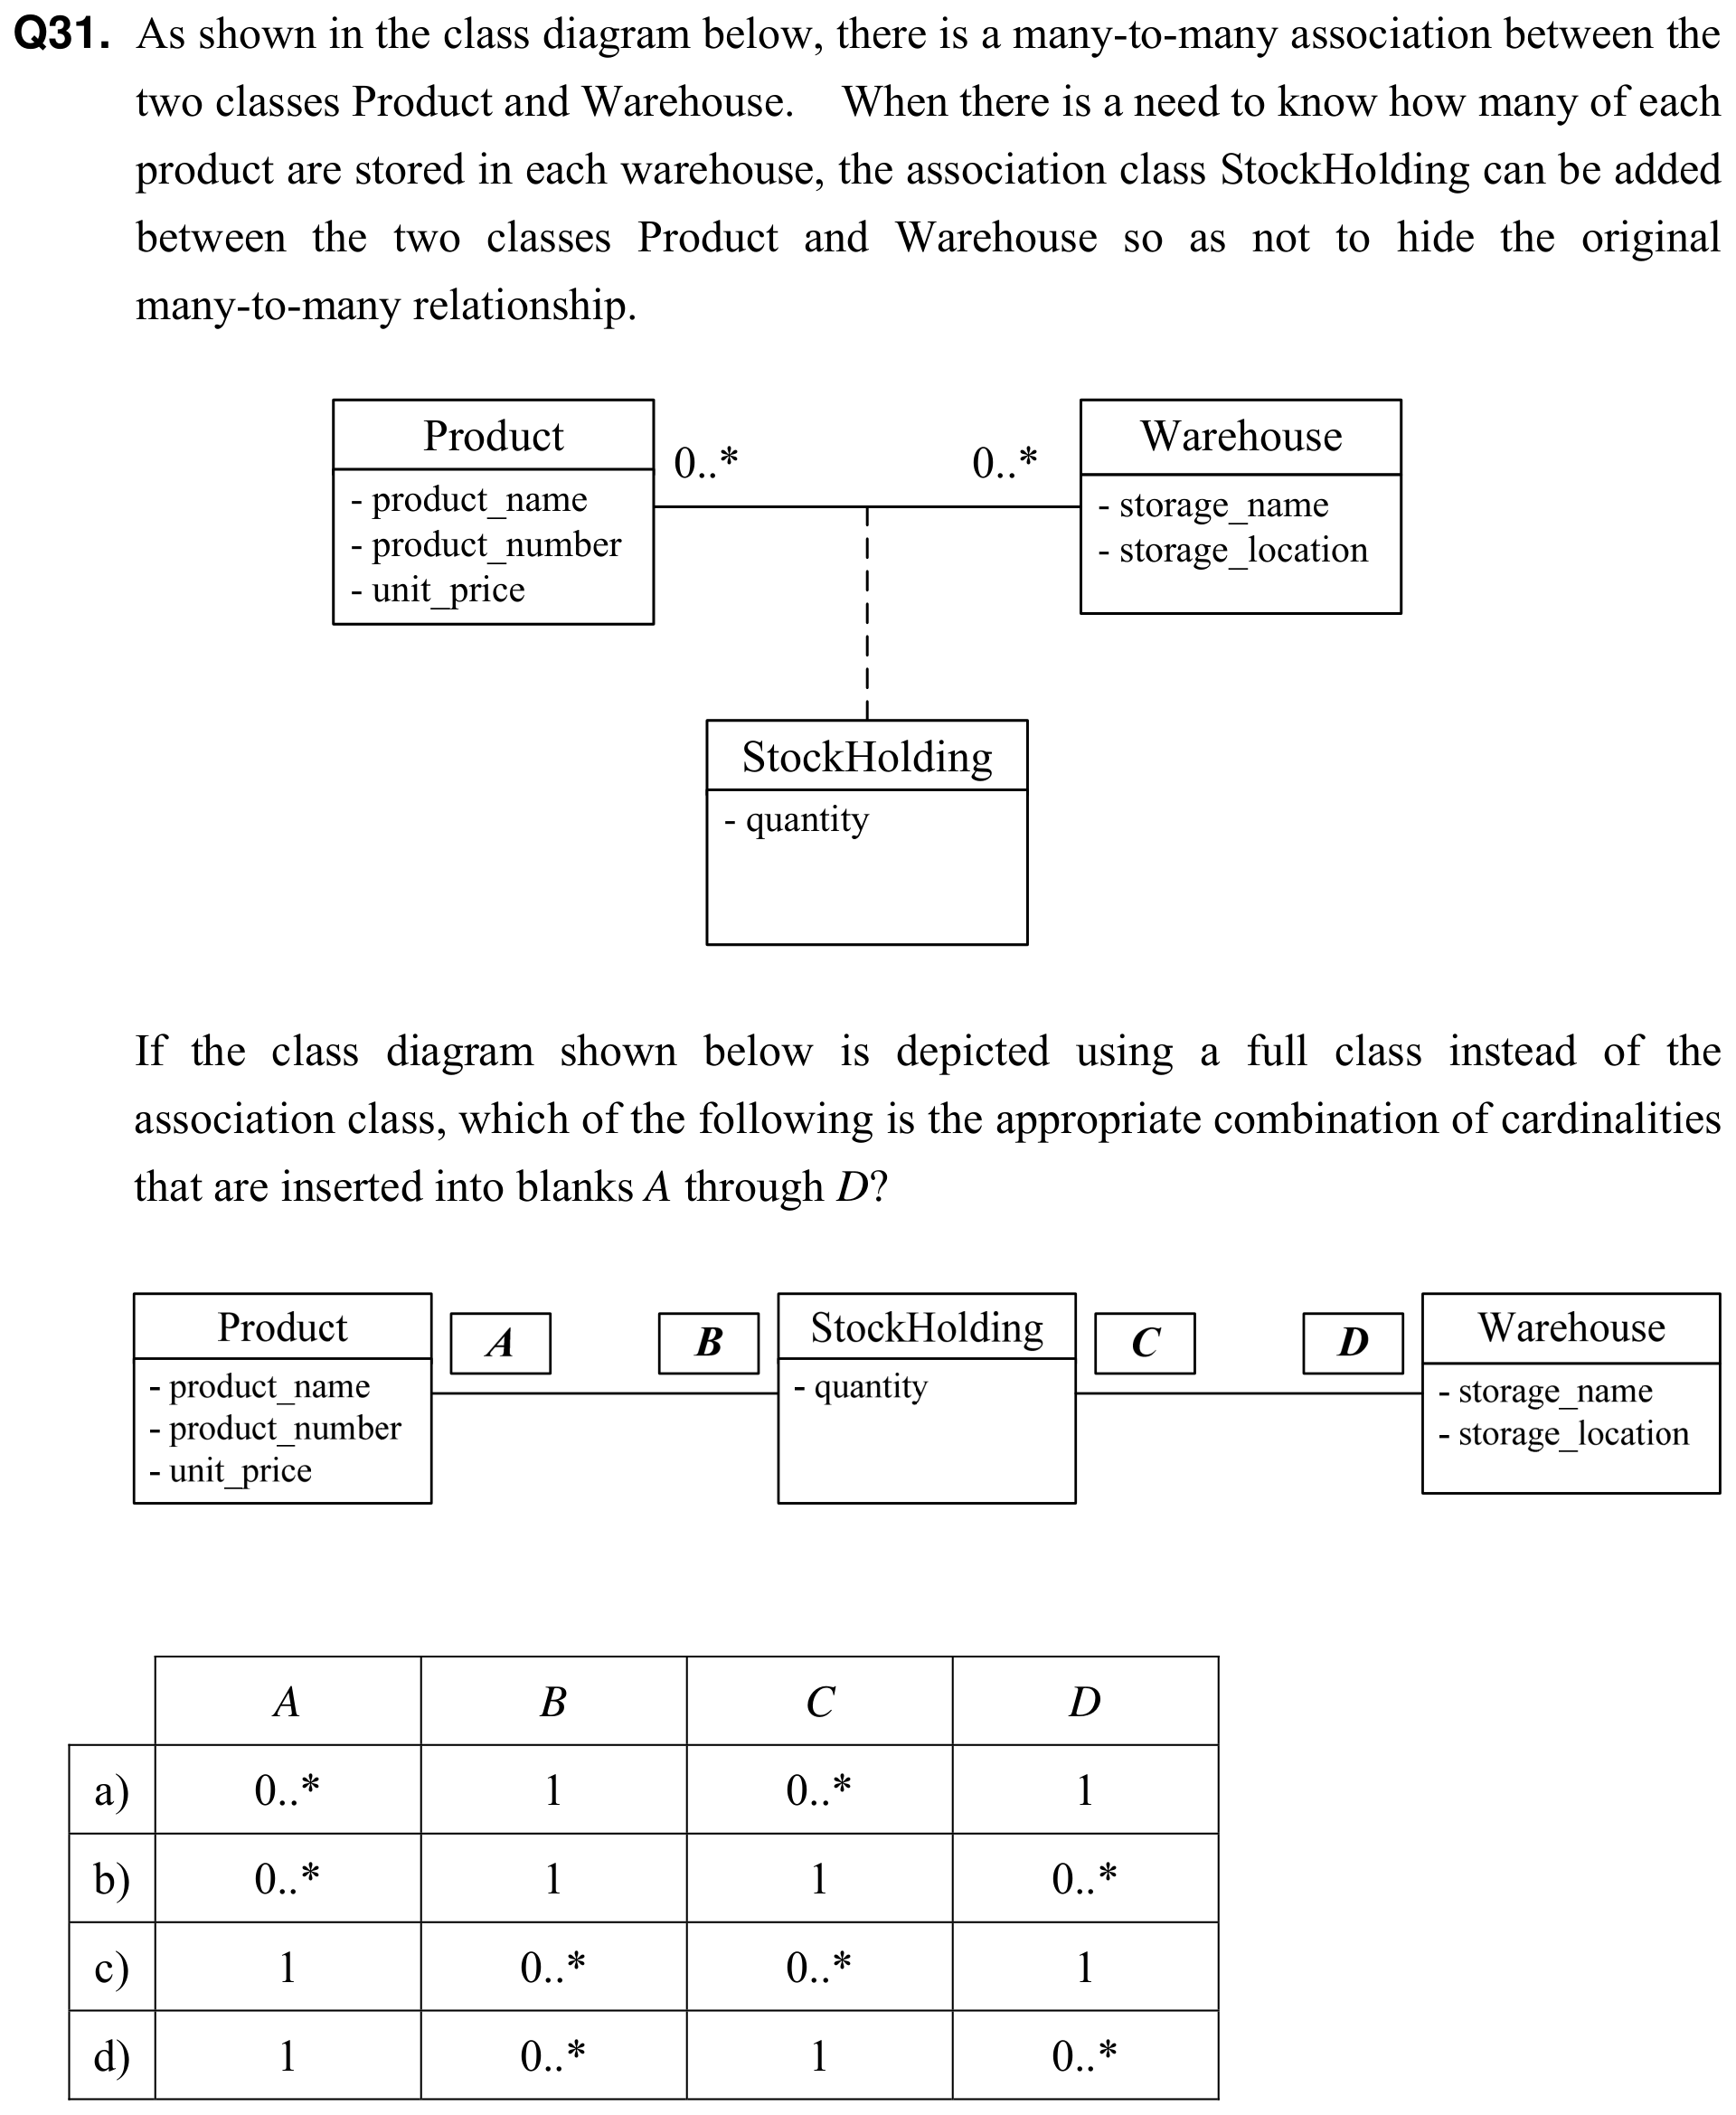 Q31. As shown in the class diagram below, there is a many-to-many association between the
two classes Product and Warehouse. When there is a need to know how many of each
product are stored in each warehouse, the association class StockHolding can be added
between the two classes Product and Warehouse so as not to hide the original
many-to-many relationship.
Product
- product_name
- product_number
- unit_price
0..* 0..*
Warehouse
- storage_name
- storage_location
StockHolding
- quantity
If the class diagram shown below is depicted using a full class instead of the
association class, which of the following is the appropriate combination of cardinalities
that are inserted into blanks A through D?
Product
- product_name
- product_number
- unit_price
A B
StockHolding
- quantity
C D
Warehouse
- storage_name
- storage_location
A B C D
a) 0..* 1 0..* 1
b) 0..* 1 1 0..*
c) 1 0..* 0..* 1
d) 1 0..* 1 0..*